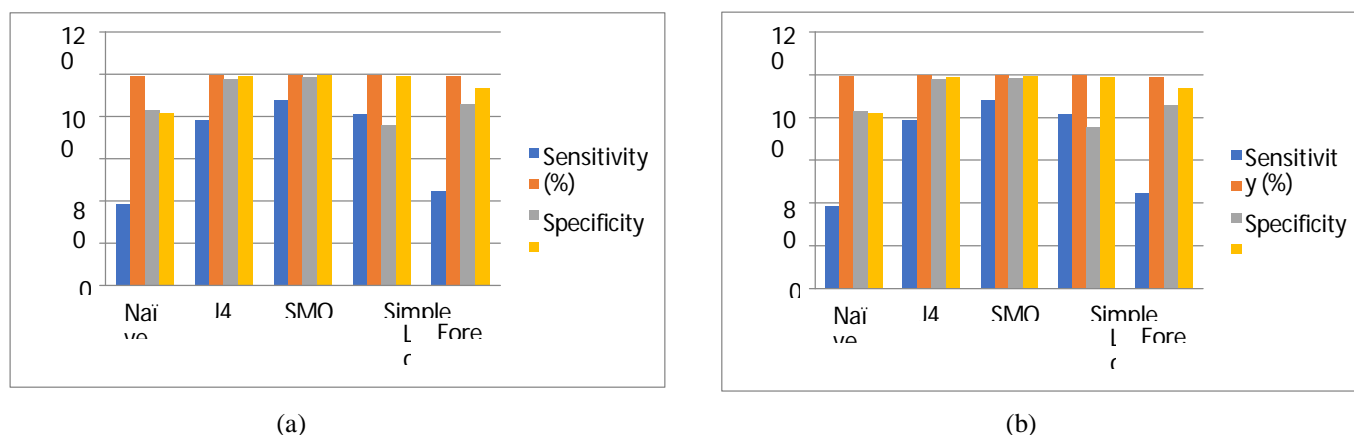 12
0
10
0
8
0
0
Sensitivity
(%)
Specificity
Naï
ve
J4
SMO
Simple
Fore
(a)
12
0
10
0
8
0
0
Sensitivit
y (%)
Specificity
Naï
ve
J4
SMO
Simple
Fore
(b)